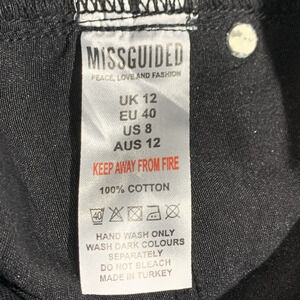 MISSGUIDED
PEACE, LOVE AND FASHION
UK 12
EU 40
US 8
AUS 12
KEEP AWAY FROM FIRE
100% COTTON
40
HAND WASH ONLY
WASH DARK COLOURS
SEPARATELY
DO NOT BLEACH
MADE IN TURKEY